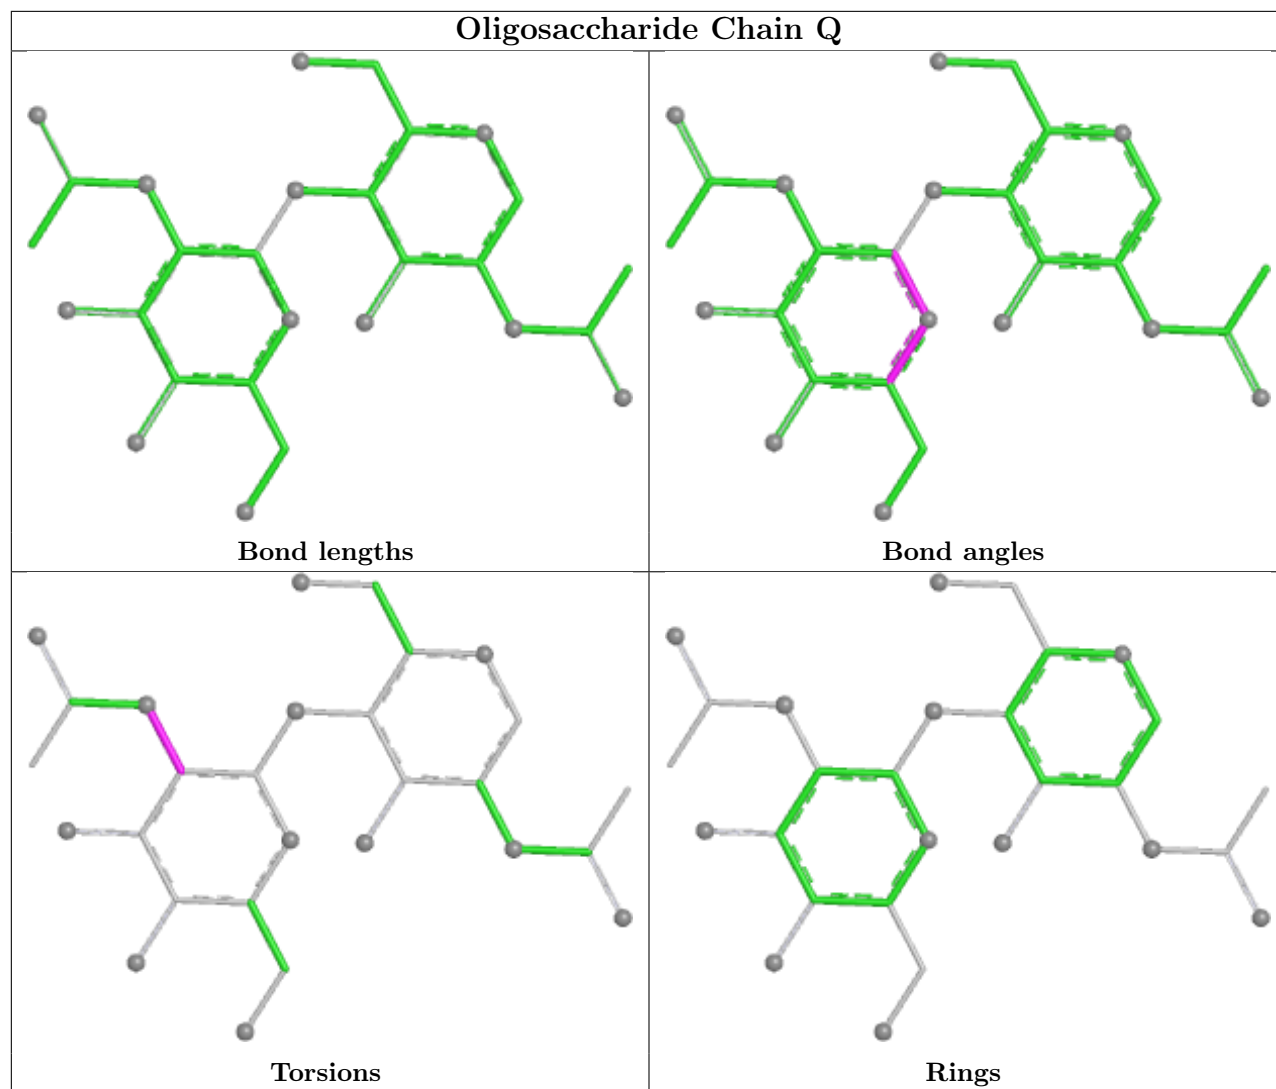 Oligosaccharide Chain Q
Bond lengths
Bond angles
Torsions
Rings